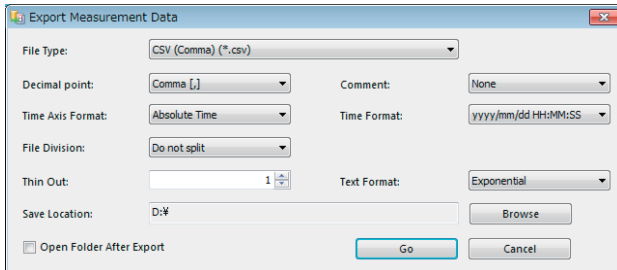 Export Measurement Data
File Type: CSV (Comma) (*.csv)
Decimal point: Comma [,] Comment: None
Time Axis Format: Absolute Time Time Format: yyyy/mm/dd HH:MM:SS
File Division: Do not split
Thin Out: 1 Text Format: Exponential
Save Location: D:¥ Browse
Open Folder After Export Go Cancel